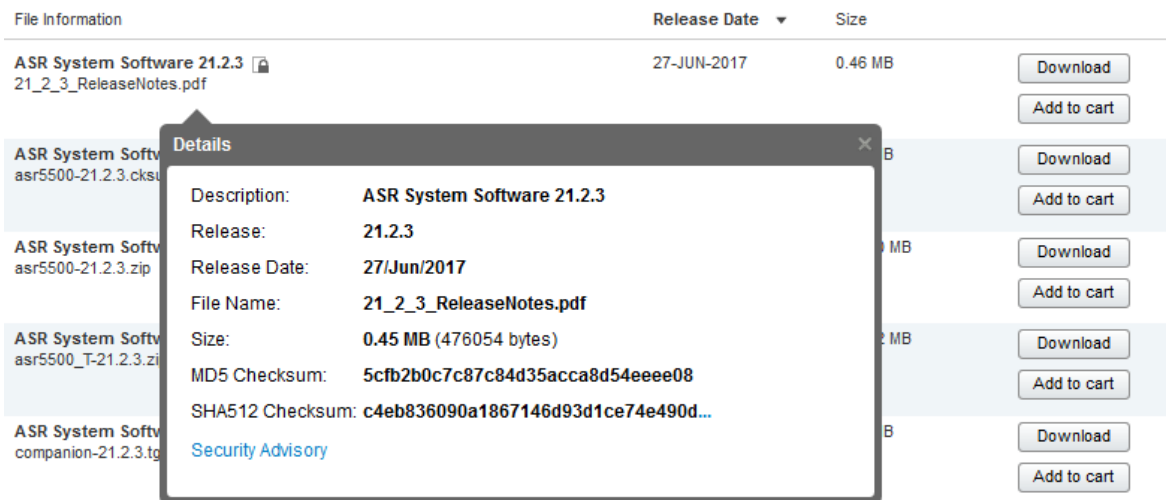 File Information Release Date Size
ASR System Software 21.2.3 27-JUN-2017 0.46 MB Download
21_2_3_ReleaseNotes.pdf
Add to cart
Details
ASR System Softw B Download
asr5500-21.2.3.cksu
Description: ASR System Software 21.2.3
Add to cart
Release: 21.2.3
ASR System Softw MB Download
asr5500-21.2.3.zip
Release Date: 27/Jun/2017
File Name: 21_2_3_ReleaseNotes.pdf Add to cart
ASR System Softw Size: 0.45 MB (476054 bytes) 2 MB Download
asr5500_T-21.2.3.zi
MD5 Checksum: 5cfb2b0c7c87c84d35acca8d54eeee08 Add to cart
SHA512 Checksum: c4eb836090a1867146d93d1ce74e490d...
ASR System Softw B Download
companion-21.2.3.tg
Security Advisory
Add to cart